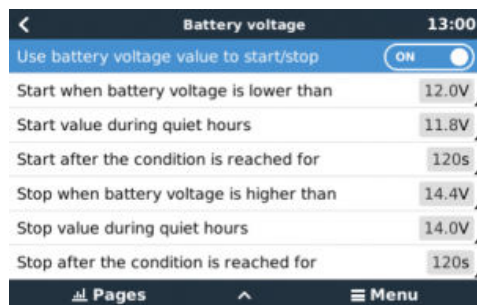 Battery voltage 13:00
Use battery voltage value to start/stop ON
Start when battery voltage is lower than 12.0V
Start value during quiet hours 11.8V
Start after the condition is reached for 120s
Stop when battery voltage is higher than 14.4V
Stop value during quiet hours 14.0V
Stop after the condition is reached for 120s
Pages Menu